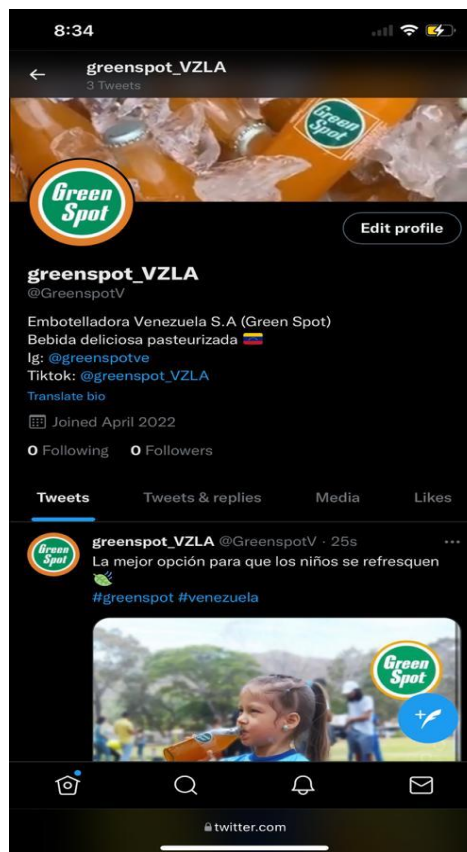 8:34
greenspot_VZLA
3 Tweets
Green
Spot
Green
Spot
Edit profile
greenspot_VZLA
@GreenspotV
Embotelladora Venezuela S.A (Green Spot)
Bebida deliciosa pasteurizada 🇻🇪
Ig: @greenspotve
Tiktok: @greenspot_VZLA
Translate bio
Joined April 2022
0 Following 0 Followers
Tweets Tweets & replies Media Likes
Green
Spot
greenspot_VZLA @GreenspotV · 25s
La mejor opción para que los niños se refresquen
🍃
#greenspot #venezuela
Green
Spot
twitter.com